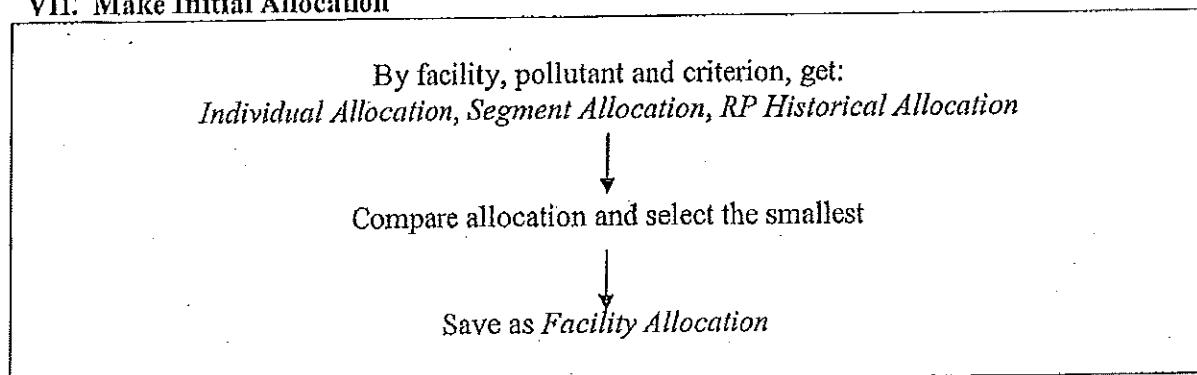 VII. Make Initial Allocation
By facility, pollutant and criterion, get:
Individual Allocation, Segment Allocation, RP Historical Allocation
Compare allocation and select the smallest
Save as Facility Allocation